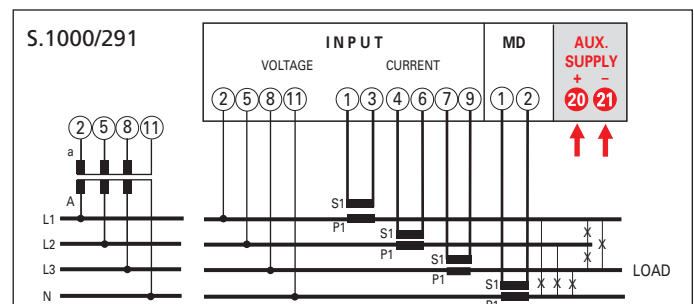 S.1000/291
INPUT
MD
AUX.
SUPPLY
VOLTAGE
CURRENT
+ −
2 5 8 11
1 3 4 6 7 9
1 2
20 21
2 5 8 11
a
A
S1
L1
P1
S1
L2
P1
S1
L3
P1
LOAD
S1
X X X
X X
X
N
P1